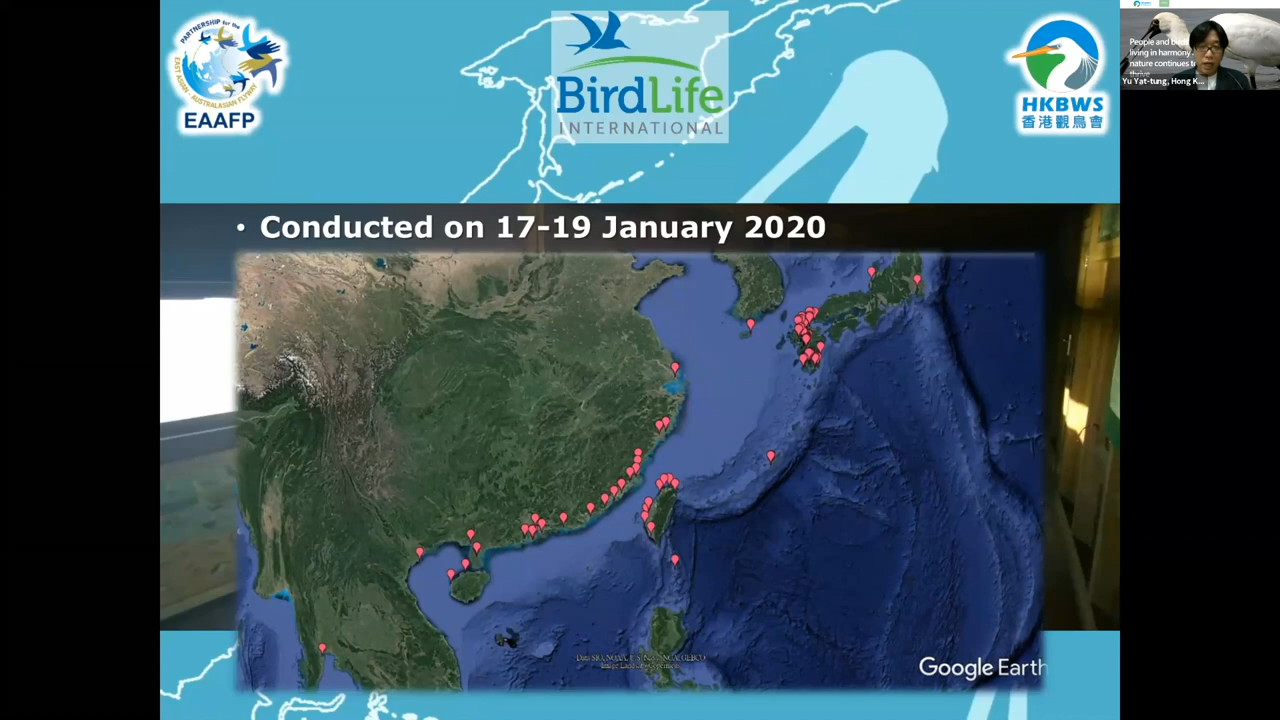 PARTNERSHIP for the
EAST ASIAN - AUSTRALASIAN FLYWAY
EAAFP
BirdLife
INTERNATIONAL
HKBWS
香港觀鳥會
People and birds
living in harmony
nature continues to
thrive
Yu Yat-tung, Hong K...
• Conducted on 17-19 January 2020
Google Earth